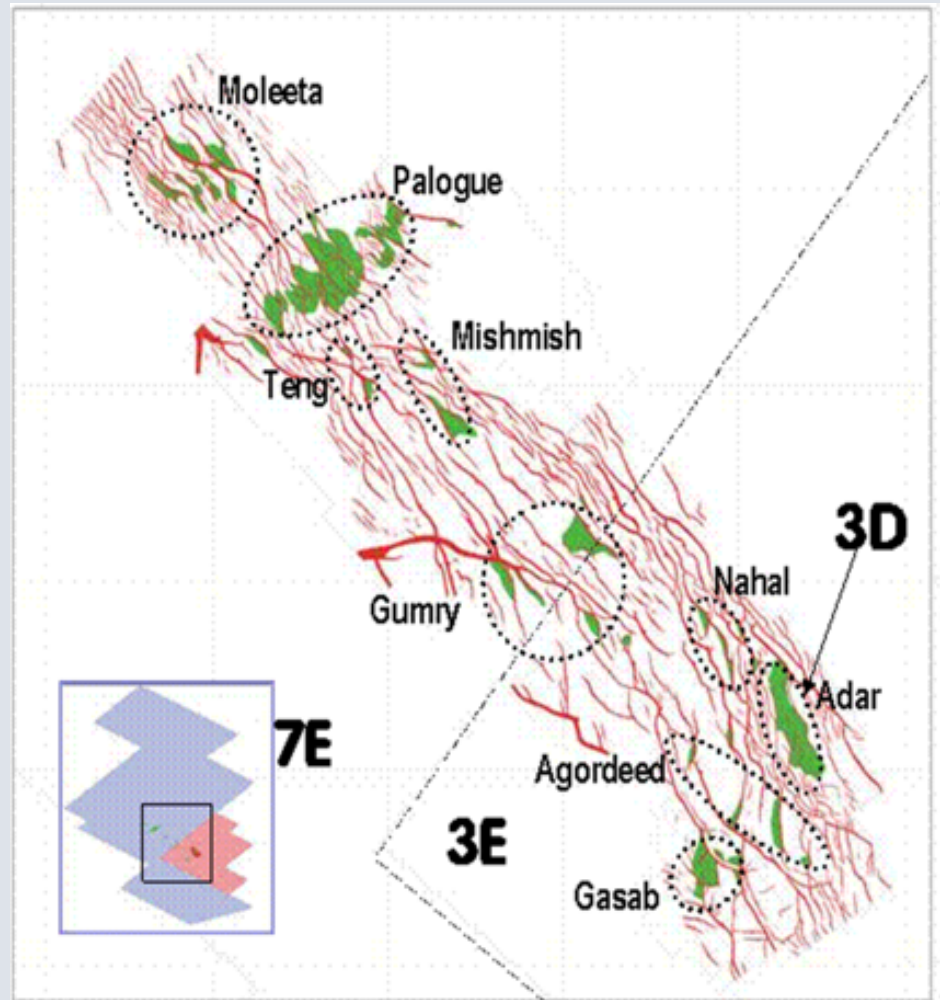 Moleeta
Palogue
Mishmish
Teng
3D
Nahal
Gumry
Adar
7E
Agordeed
3E
Gasab